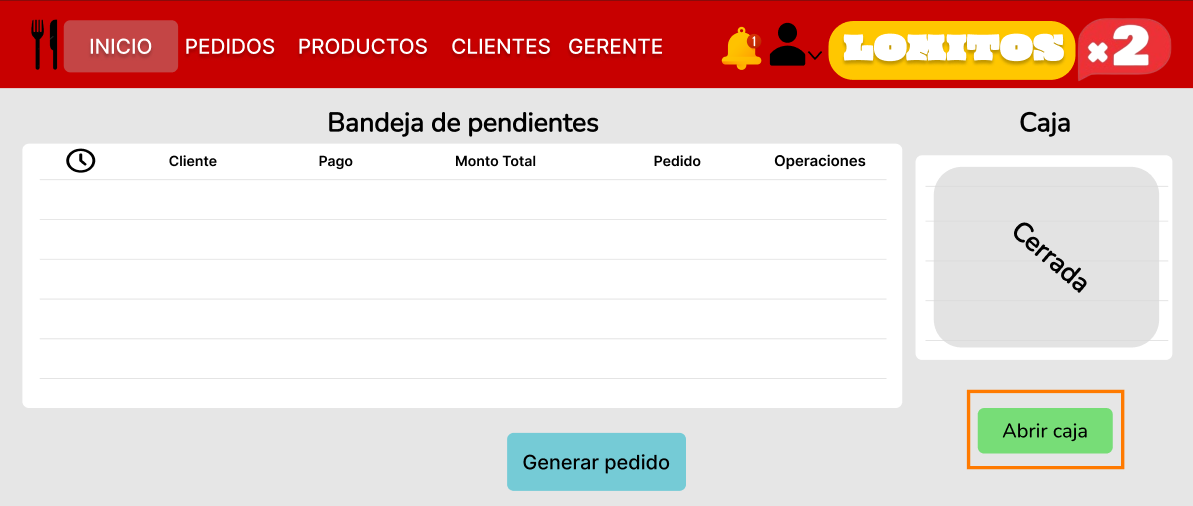 INICIO PEDIDOS PRODUCTOS CLIENTES GERENTE 1 LOMITOS x2
Bandeja de pendientes
Caja
Cliente Pago Monto Total Pedido Operaciones
Cerrada
Abrir caja
Generar pedido